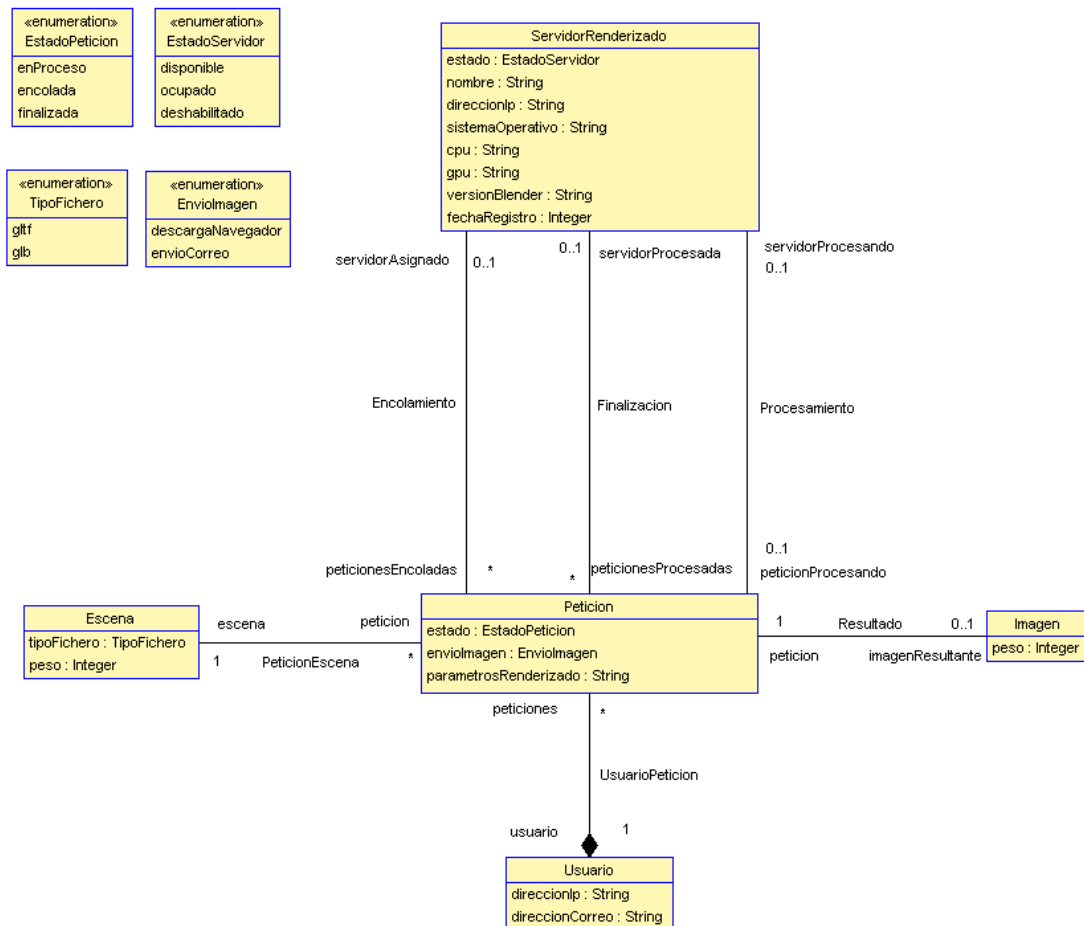 «enumeration»
EstadoPeticion
enProceso
encolada
finalizada
«enumeration»
EstadoServidor
disponible
ocupado
deshabilitado
«enumeration»
TipoFichero
gltf
glb
«enumeration»
EnvioImagen
descargaNavegador
envioCorreo
ServidorRenderizado
estado : EstadoServidor
nombre : String
direccionIp : String
sistemaOperativo : String
cpu : String
gpu : String
versionBlender : String
fechaRegistro : Integer
servidorAsignado
0..1
0..1
servidorProcesada
servidorProcesando
0..1
Encolamiento
Finalizacion
Procesamiento
peticionesEncoladas
*
*
peticionesProcesadas
0..1
peticionProcesando
Escena
tipoFichero : TipoFichero
peso : Integer
escena
peticion
1
PeticionEscena
*
Peticion
estado : EstadoPeticion
envioImagen : EnvioImagen
parametrosRenderizado : String
1
Resultado
0..1
peticion
imagenResultante
Imagen
peso : Integer
peticiones
*
UsuarioPeticion
usuario
1
Usuario
direccionIp : String
direccionCorreo : String